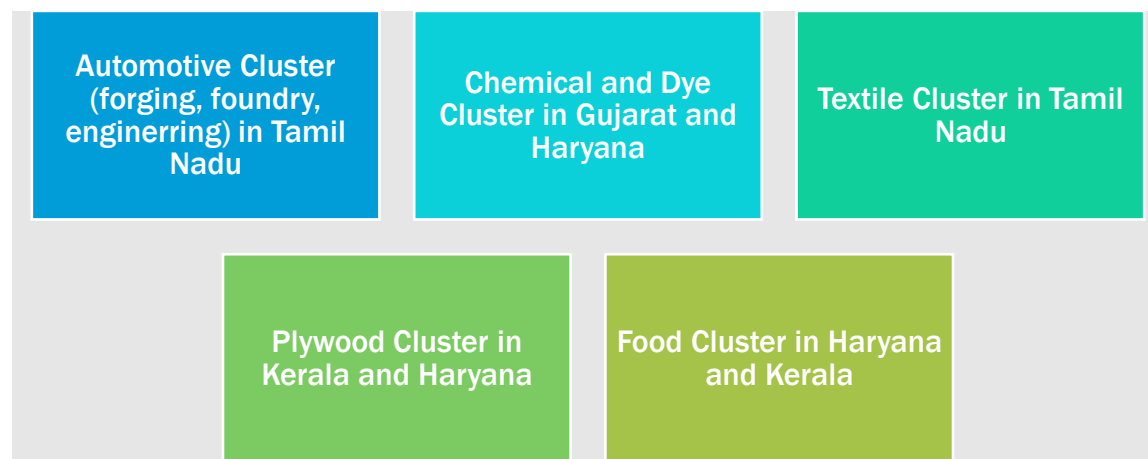 Automotive Cluster
(forging, foundry,
enginerring) in Tamil
Nadu
Chemical and Dye
Cluster in Gujarat and
Haryana
Textile Cluster in Tamil
Nadu
Plywood Cluster in
Kerala and Haryana
Food Cluster in Haryana
and Kerala